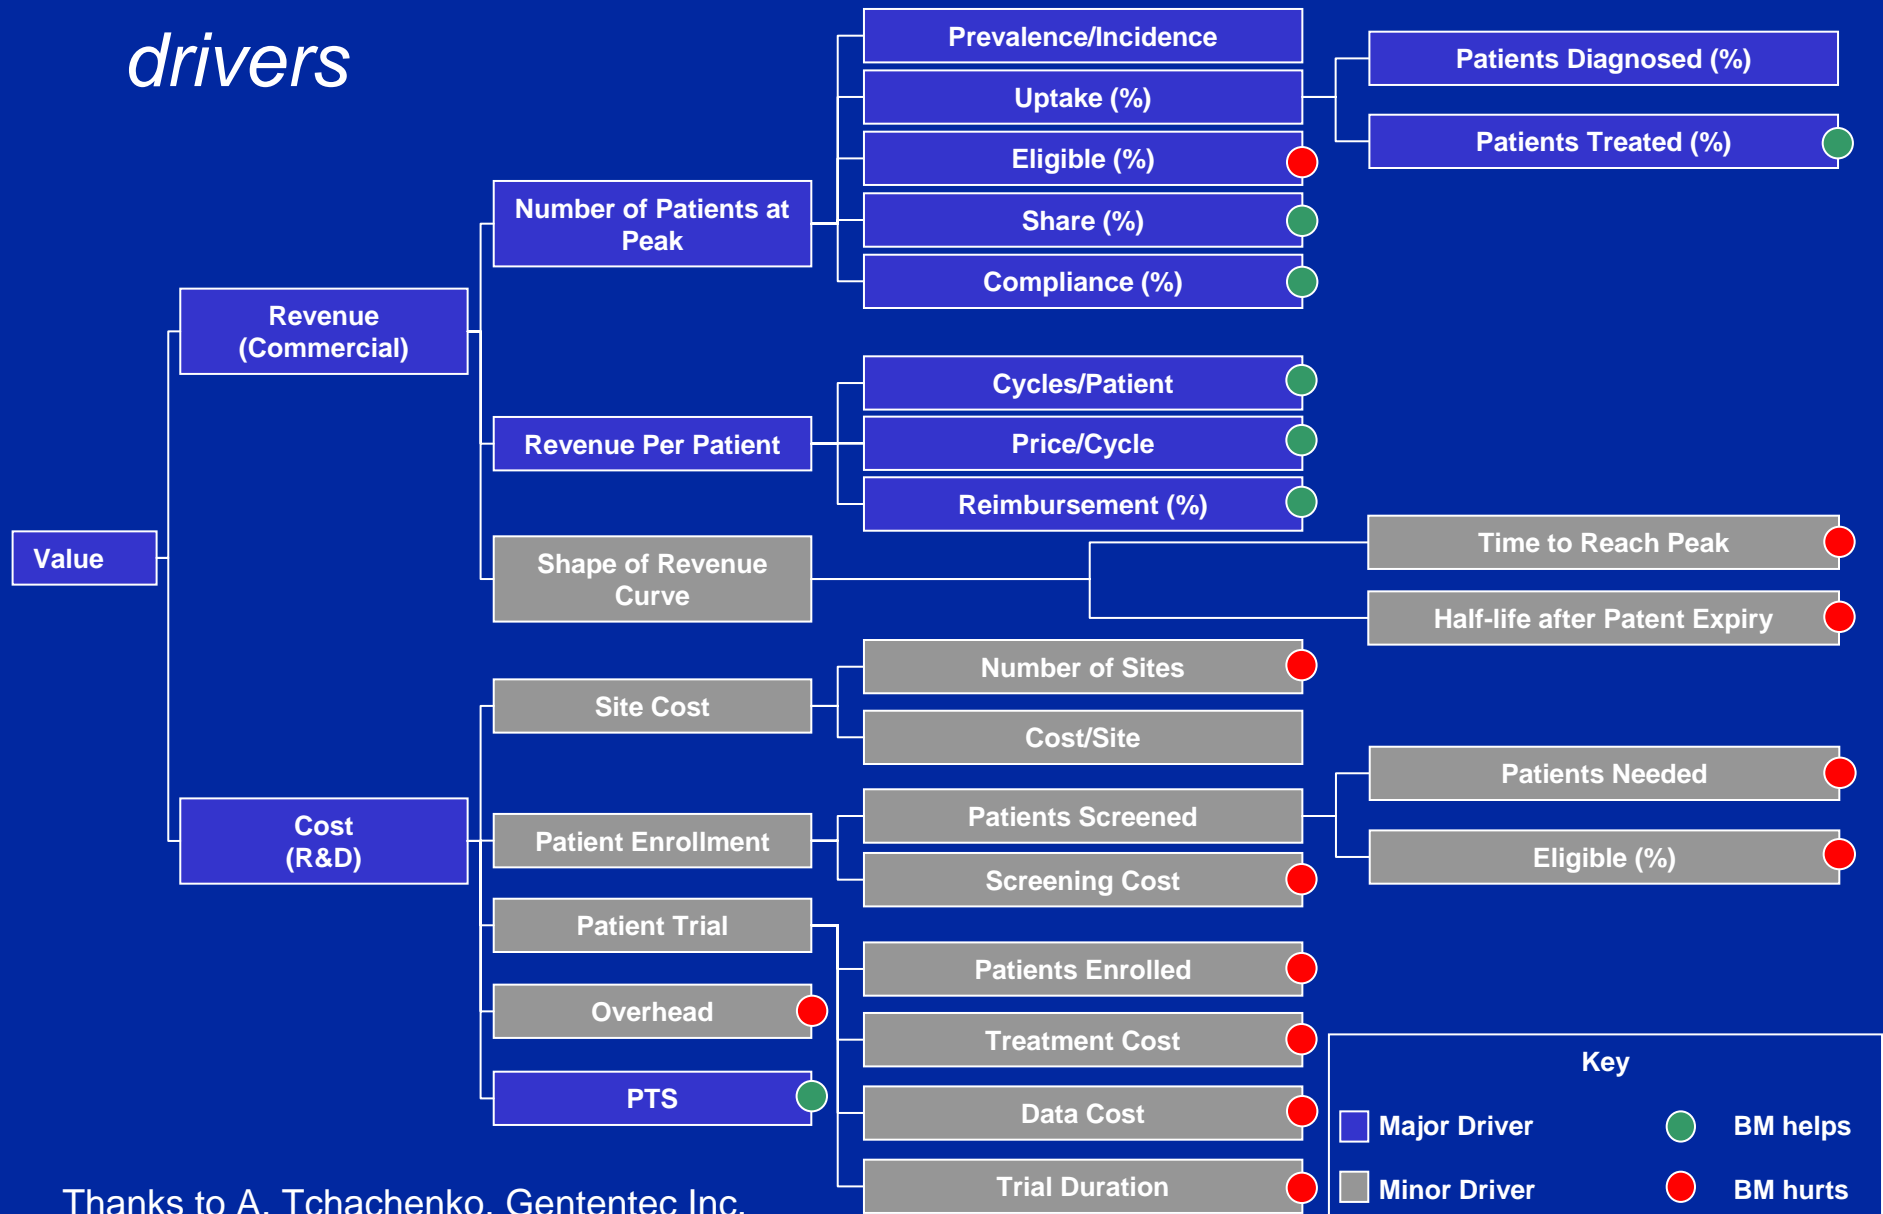 drivers
Prevalence/Incidence
Uptake (%)
Eligible (%)
Share (%)
Compliance (%)
Patients Diagnosed (%)
Patients Treated (%)
Number of Patients at
Peak
Revenue
(Commercial)
Cycles/Patient
Price/Cycle
Reimbursement (%)
Revenue Per Patient
Value
Shape of Revenue
Curve
Time to Reach Peak
Half-life after Patent Expiry
Number of Sites
Cost/Site
Site Cost
Cost
(R&D)
Patient Enrollment
Patients Screened
Screening Cost
Patients Needed
Eligible (%)
Patient Trial
Overhead
PTS
Patients Enrolled
Treatment Cost
Data Cost
Trial Duration
Key
Major Driver
BM helps
Minor Driver
BM hurts
Thanks to A. Tchachenko, Gententec Inc.